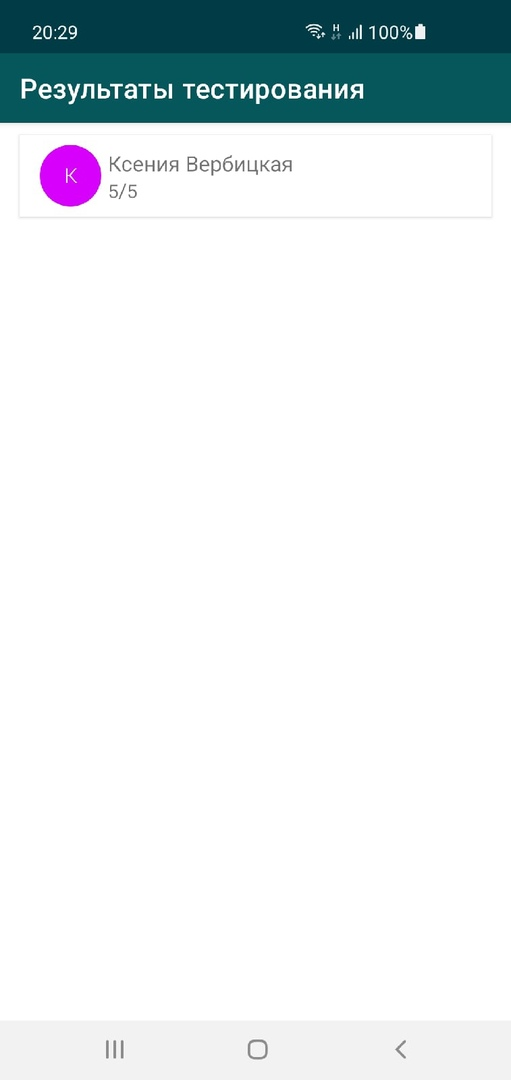 20:29
H
100%
Результаты тестирования
К
Ксения Вербицкая
5/5